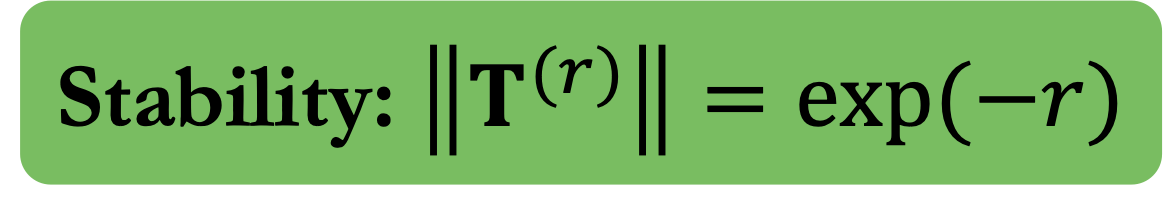 Stability: ‖T⁽ʳ⁾‖ = exp(−r)